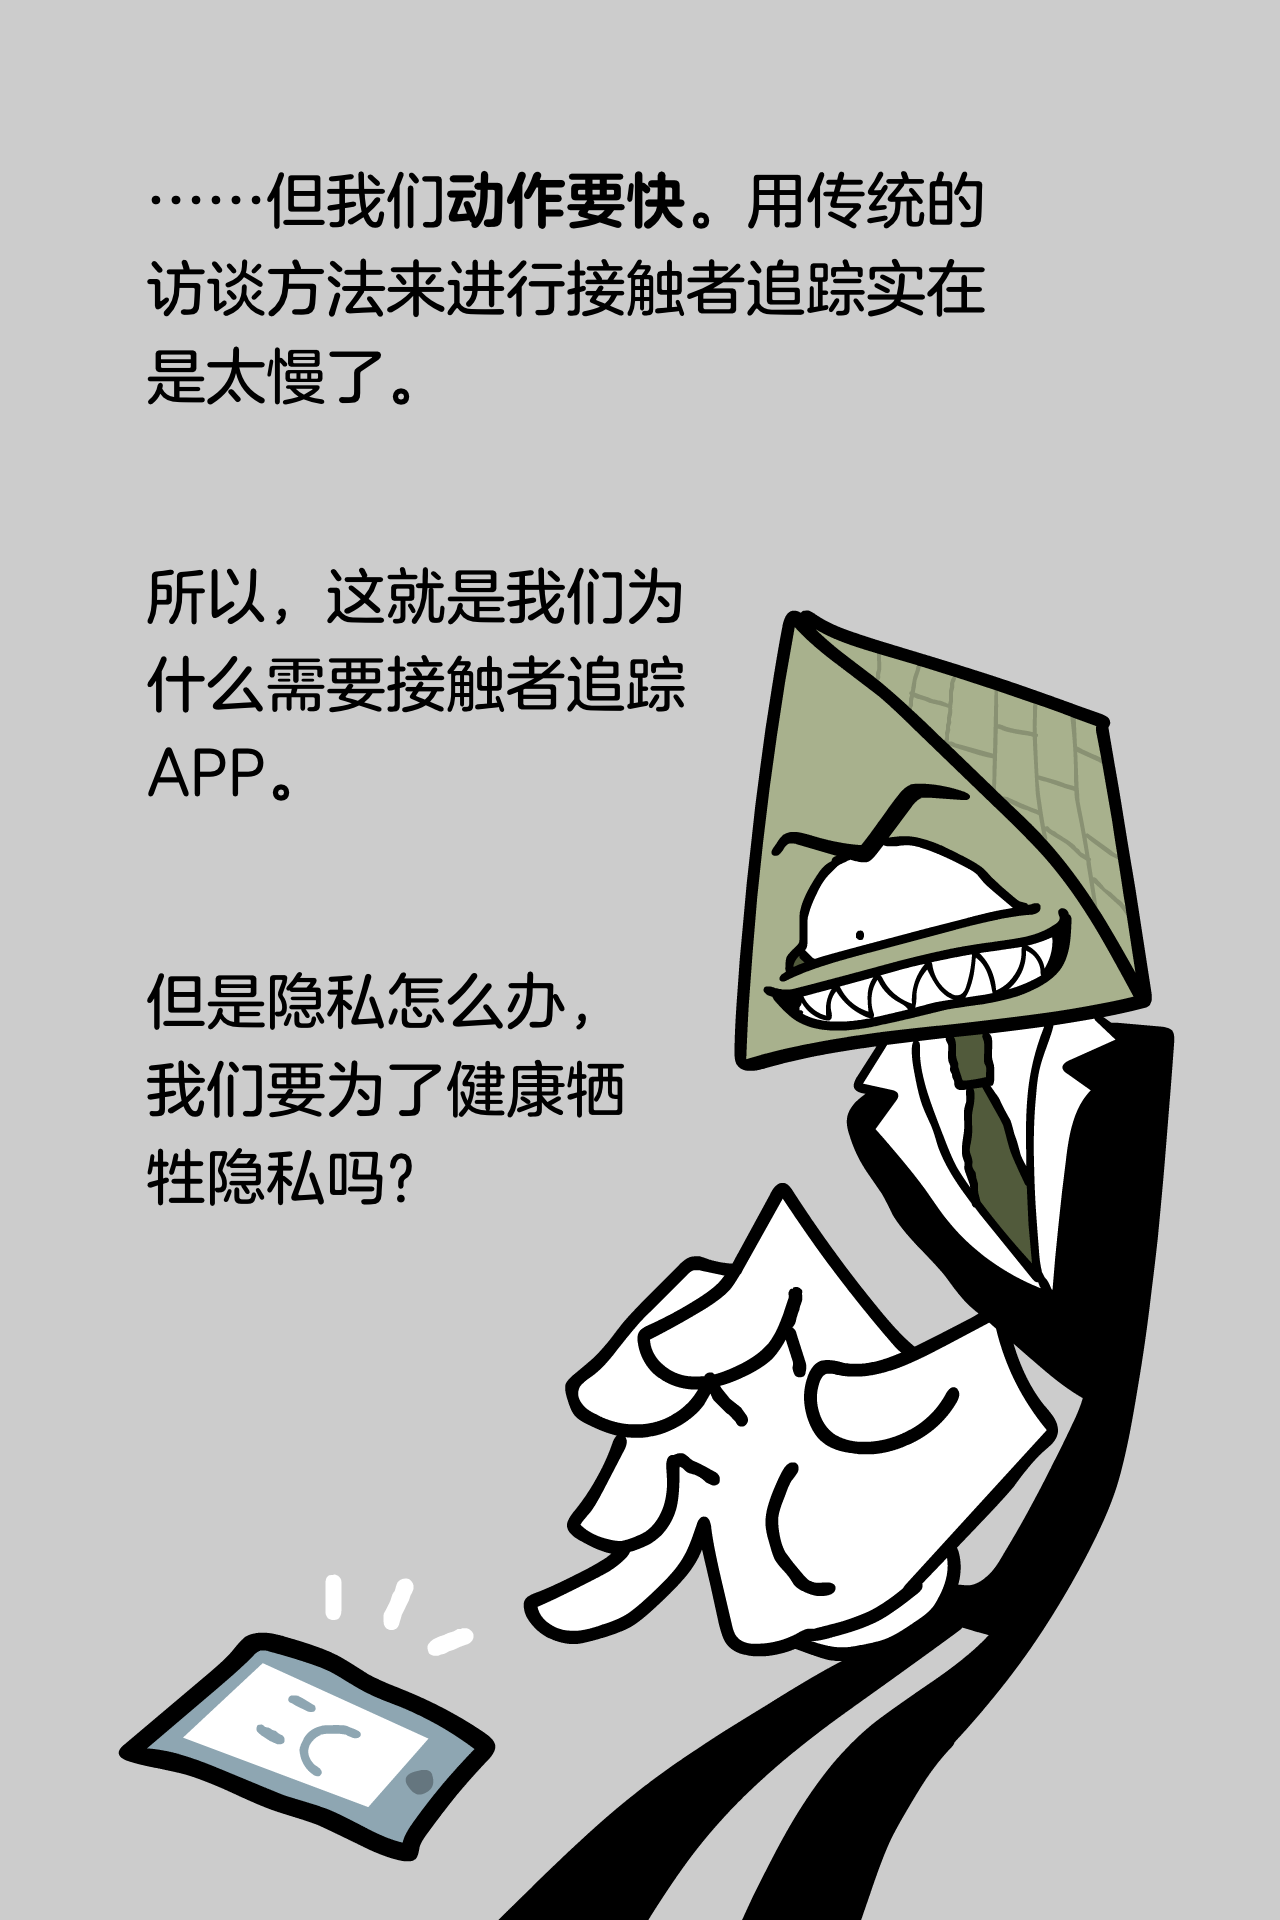 ……但我们动作要快。用传统的
访谈方法来进行接触者追踪实在
是太慢了。
所以，这就是我们为
什么需要接触者追踪
APP。
但是隐私怎么办，
我们要为了健康牺
牲隐私吗？